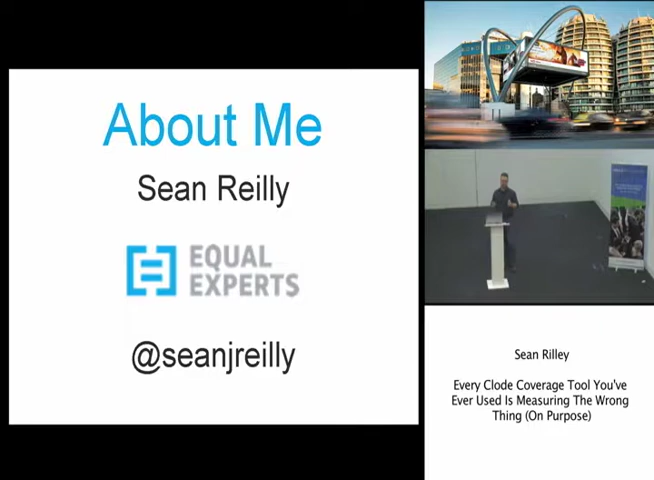 About Me
Sean Reilly
EQUAL
EXPERTS
@seanjreilly
Sean Rilley
Every Clode Coverage Tool You've
Ever Used Is Measuring The Wrong
Thing (On Purpose)